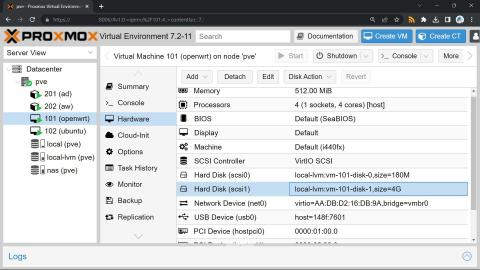 pve - Proxmox Virtual Environm
https://
:8006/#v1:0:=qemu%2F101:4:=contentIso:::7:
PROXMOX Virtual Environment 7.2-11 Search Documentation Create VM Create CT
Server View
Virtual Machine 101 (openwrt) on node 'pve' Start Shutdown >_ Console More
Datacenter
pve
201 (ad)
202 (aw)
101 (openwrt)
102 (ubuntu)
local (pve)
local-lvm (pve)
nas (pve)
Summary
>_ Console
Hardware
Cloud-Init
Options
Task History
Monitor
Backup
Replication
Add Detach Edit Disk Action Revert
Memory 512.00 MiB
Processors 4 (1 sockets, 4 cores) [host]
BIOS Default (SeaBIOS)
Display Default
Machine Default (i440fx)
SCSI Controller VirtIO SCSI
Hard Disk (scsi0) local-lvm:vm-101-disk-0,size=180M
Hard Disk (scsi1) local-lvm:vm-101-disk-1,size=4G
Network Device (net0) virtio=AA:DB:D2:16:DB:9A,bridge=vmbr0
USB Device (usb0) host=148f:7601
PCI Device (hostpci0) 0000:01:00.0
Logs